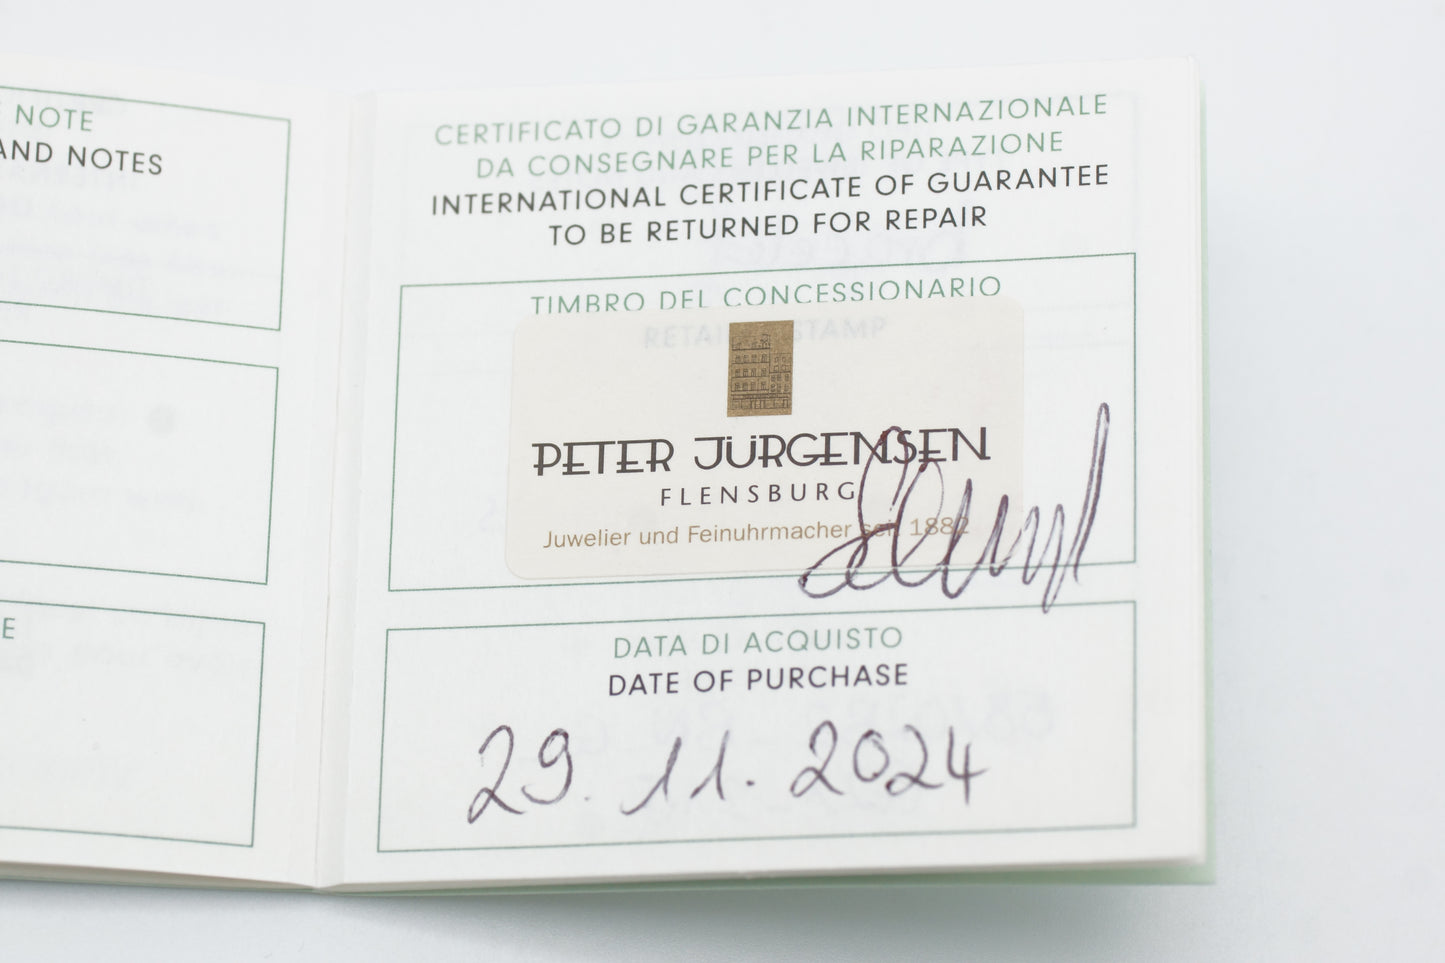 NOTE
AND NOTES
E
CERTIFICATO DI GARANZIA INTERNAZIONALE
DA CONSEGNARE PER LA RIPARAZIONE
INTERNATIONAL CERTIFICATE OF GUARANTEE
TO BE RETURNED FOR REPAIR
TIMBRO DEL CONCESSIONARIO
STAMP
PETER JÜRGENSEN
FLENSBURG
Juwelier und Feinuhrmacher seit 1882
DATA DI ACQUISTO
DATE OF PURCHASE
29. 11. 2024